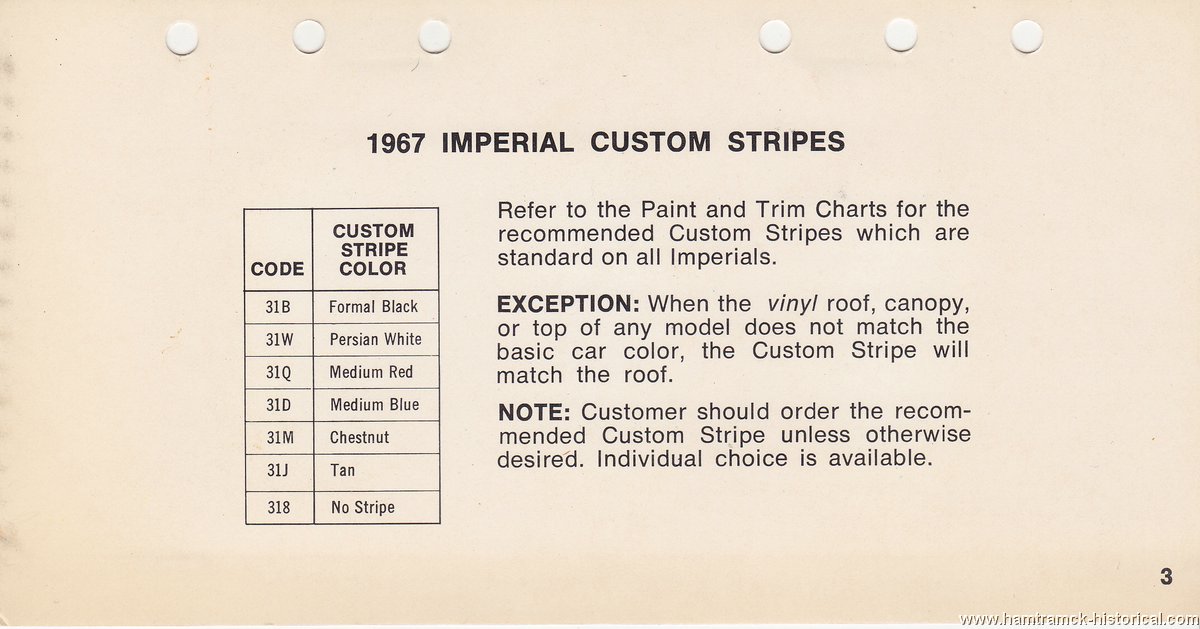 1967 IMPERIAL CUSTOM STRIPES
CODE CUSTOM STRIPE COLOR
31B Formal Black
31W Persian White
31Q Medium Red
31D Medium Blue
31M Chestnut
31J Tan
318 No Stripe
Refer to the Paint and Trim Charts for the
recommended Custom Stripes which are
standard on all Imperials.
EXCEPTION: When the vinyl roof, canopy,
or top of any model does not match the
basic car color, the Custom Stripe will
match the roof.
NOTE: Customer should order the recom-
mended Custom Stripe unless otherwise
desired. Individual choice is available.
3
www.hamtramck-historical.com